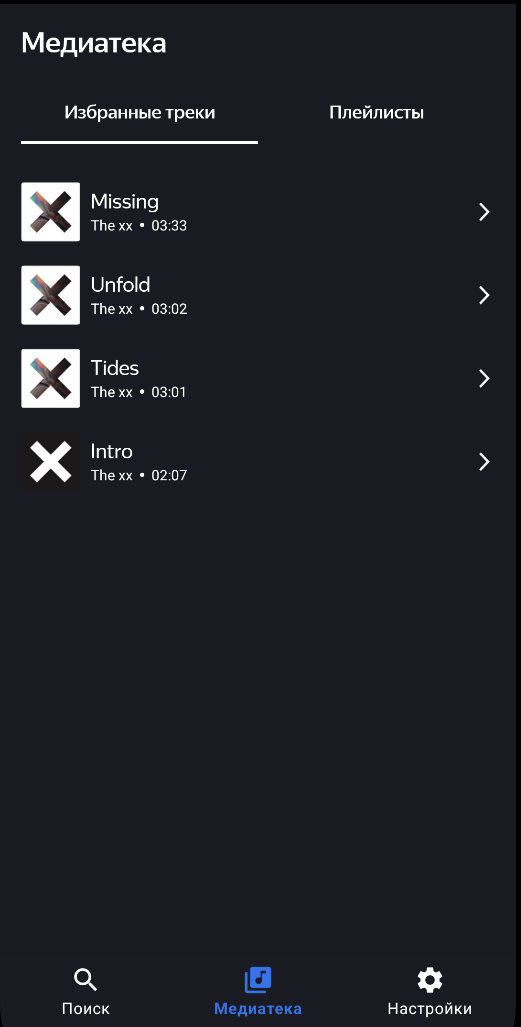 Медиатека
Избранные треки Плейлисты
Missing
The xx • 03:33
Unfold
The xx • 03:02
Tides
The xx • 03:01
Intro
The xx • 02:07
Поиск Медиатека Настройки